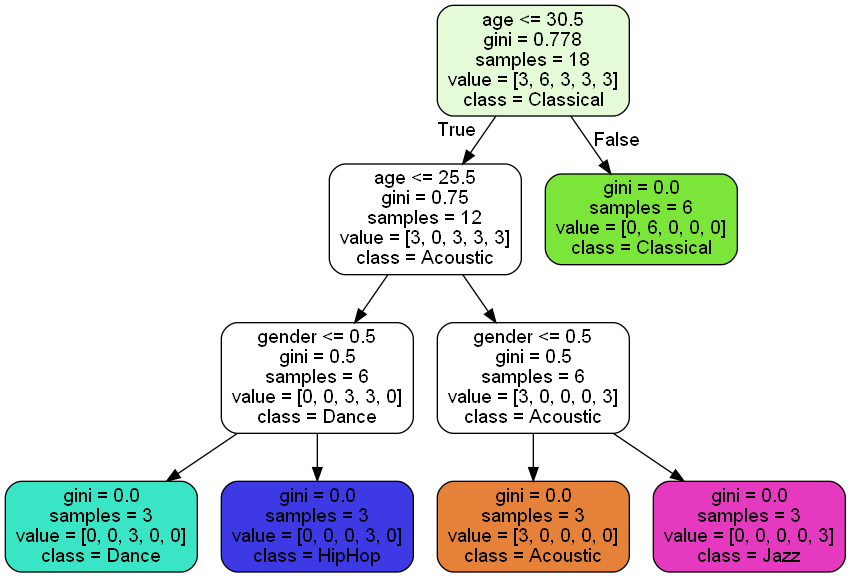 age <= 30.5
gini = 0.778
samples = 18
value = [3, 6, 3, 3, 3]
class = Classical
True
False
age <= 25.5
gini = 0.75
samples = 12
value = [3, 0, 3, 3, 3]
class = Acoustic
gini = 0.0
samples = 6
value = [0, 6, 0, 0, 0]
class = Classical
gender <= 0.5
gini = 0.5
samples = 6
value = [0, 0, 3, 3, 0]
class = Dance
gender <= 0.5
gini = 0.5
samples = 6
value = [3, 0, 0, 0, 3]
class = Acoustic
gini = 0.0
samples = 3
value = [0, 0, 3, 0, 0]
class = Dance
gini = 0.0
samples = 3
value = [0, 0, 0, 3, 0]
class = HipHop
gini = 0.0
samples = 3
value = [3, 0, 0, 0, 0]
class = Acoustic
gini = 0.0
samples = 3
value = [0, 0, 0, 0, 3]
class = Jazz